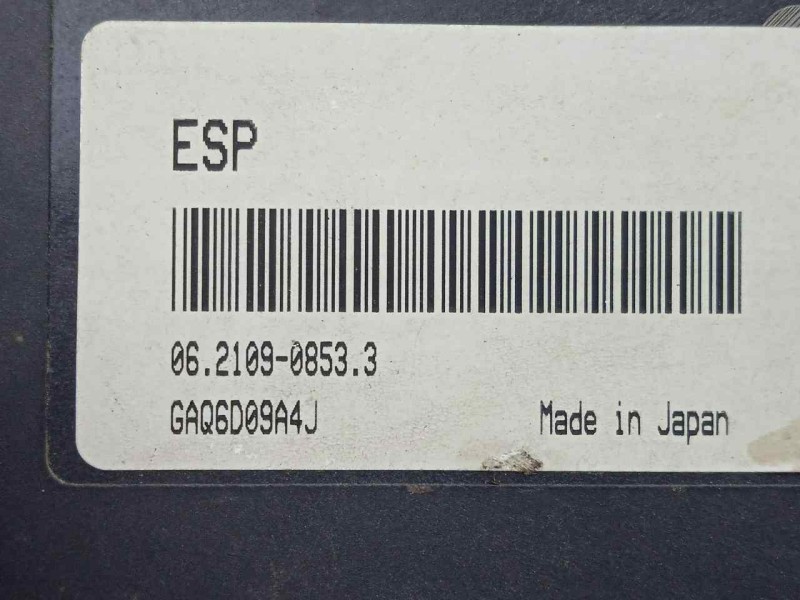 ESP
06.2109-0853.3
GAQ6D09A4J
Made in Japan